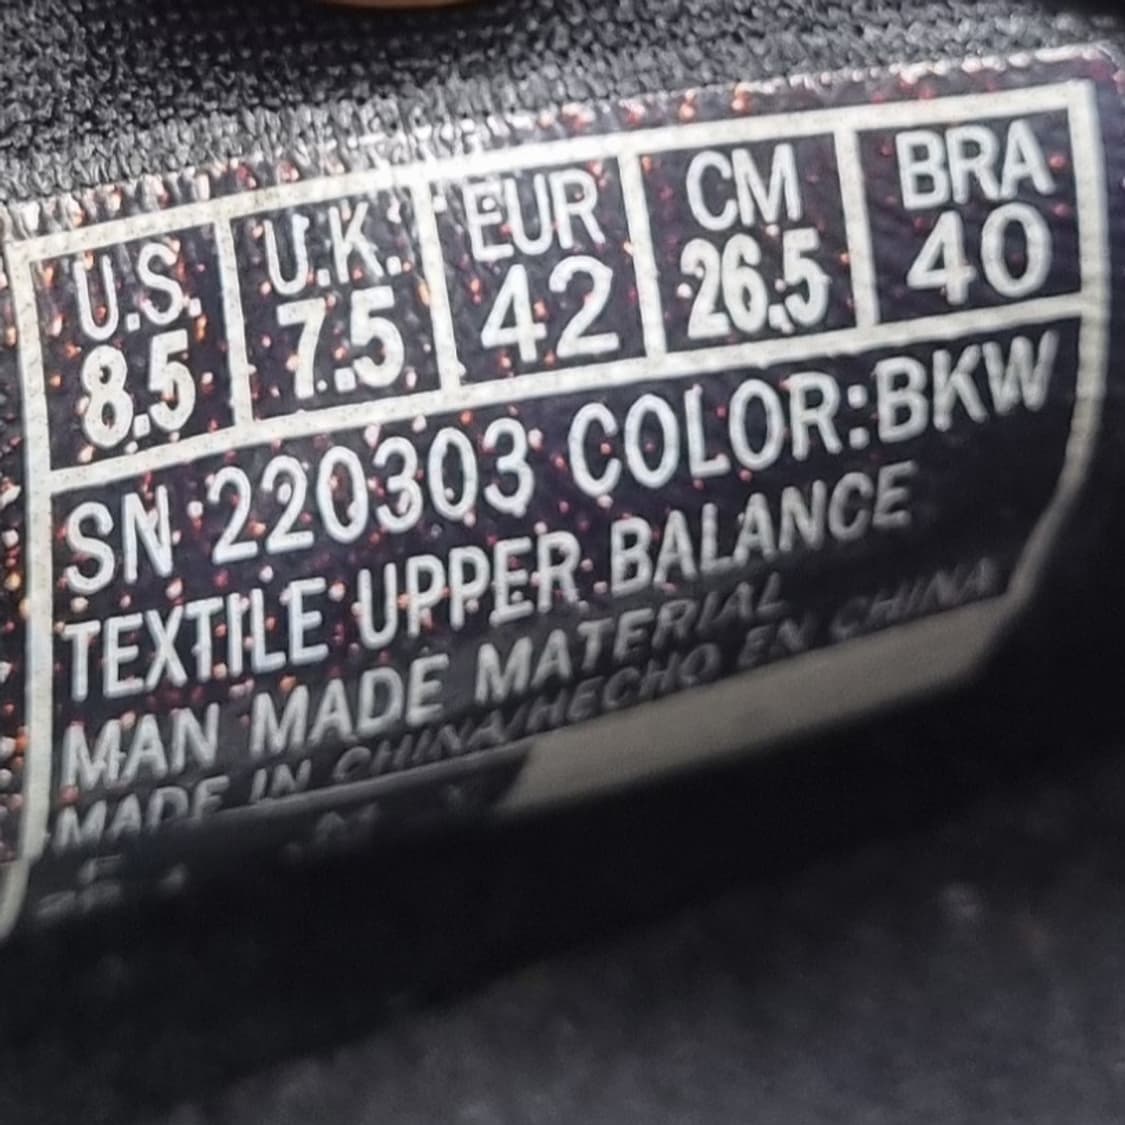 U.S. U.K. EUR CM BRA
8.5 7.5 42 26.5 40
SN 220303 COLOR:BKW
TEXTILE UPPER BALANCE
MAN MADE MATERIAL
MADE IN CHINA/HECHO EN CHINA